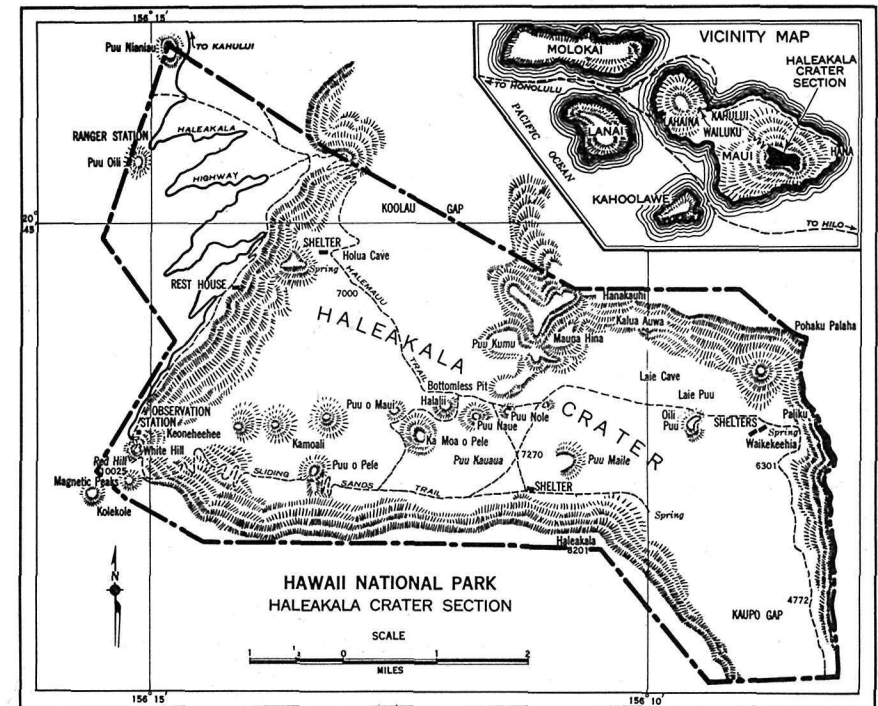 156°15'
Puu Nianiau
TO KAHULUI
RANGER STATION
HALEAKALA
Puu Oili
HIGHWAY
20°
45'
KOOLAU GAP
SHELTER
Holua Cave
Spring
REST HOUSE
7000
HALEMAUU
TRAIL
HALEAKALA
CRATER
Hanakauhi
Kalua Auwa
Pohaku Palaha
Puu Kumu
Mauna Hina
Bottomless Pit
Laie Cave
Halalii
Puu o Maui
Puu Nole
Laie Puu
Puu Naue
Oili
Puu
SHELTERS
Paliku
Spring
Waikekeehia
OBSERVATION
STATION
Keoneheehee
White Hill
Kamoali
Ka Moa o Pele
Puu Kauaua
7270
Puu Maile
6301
Red Hill
10025
Magnetic Peaks
Kolekole
Puu o Pele
SLIDING
SANDS
TRAIL
SHELTER
Spring
Haleakala
8201
4772
KAUPO GAP
N
HAWAII NATIONAL PARK
HALEAKALA CRATER SECTION
SCALE
1 ½ 0 1 2
MILES
156°15'
156°10'
VICINITY MAP
MOLOKAI
HALEAKALA
CRATER
SECTION
TO HONOLULU
PACIFIC
OCEAN
LANAI
LAHAINA
KAHULUI
WAILUKU
MAUI
HANA
KAHOOLAWE
TO HILO